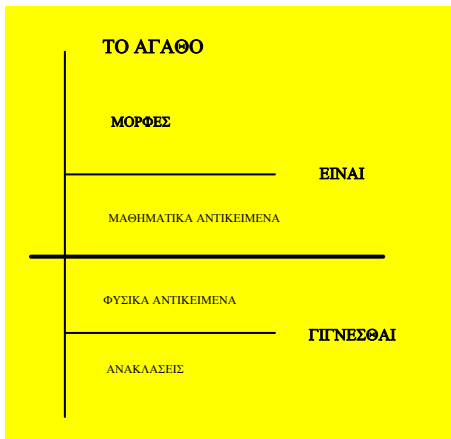 ΤΟ ΑΓΑΘΟ
ΜΟΡΦΕΣ
ΕΙΝΑΙ
ΜΑΘΗΜΑΤΙΚΑ ΑΝΤΙΚΕΙΜΕΝΑ
ΦΥΣΙΚΑ ΑΝΤΙΚΕΙΜΕΝΑ
ΓΙΓΝΕΣΘΑΙ
ΑΝΑΚΛΑΣΕΙΣ